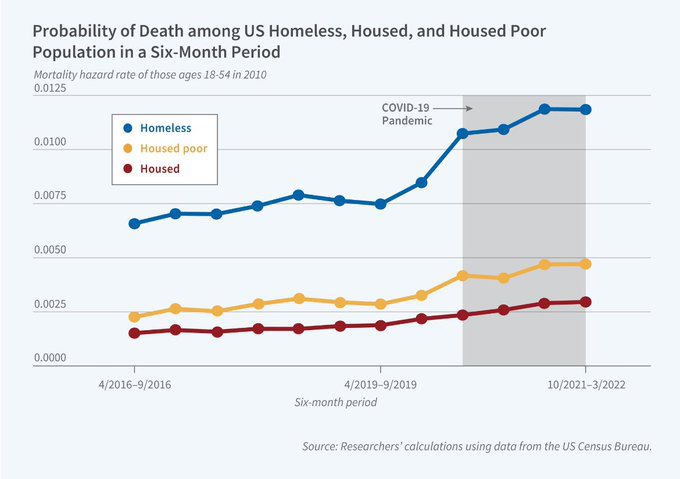 Probability of Death among US Homeless, Housed, and Housed Poor
Population in a Six-Month Period
Mortality hazard rate of those ages 18-54 in 2010
0.0125
COVID-19
Pandemic
Homeless
Housed poor
Housed
0.0100
0.0075
0.0050
0.0025
0.0000
4/2016–9/2016
4/2019–9/2019
10/2021–3/2022
Six-month period
Source: Researchers’ calculations using data from the US Census Bureau.